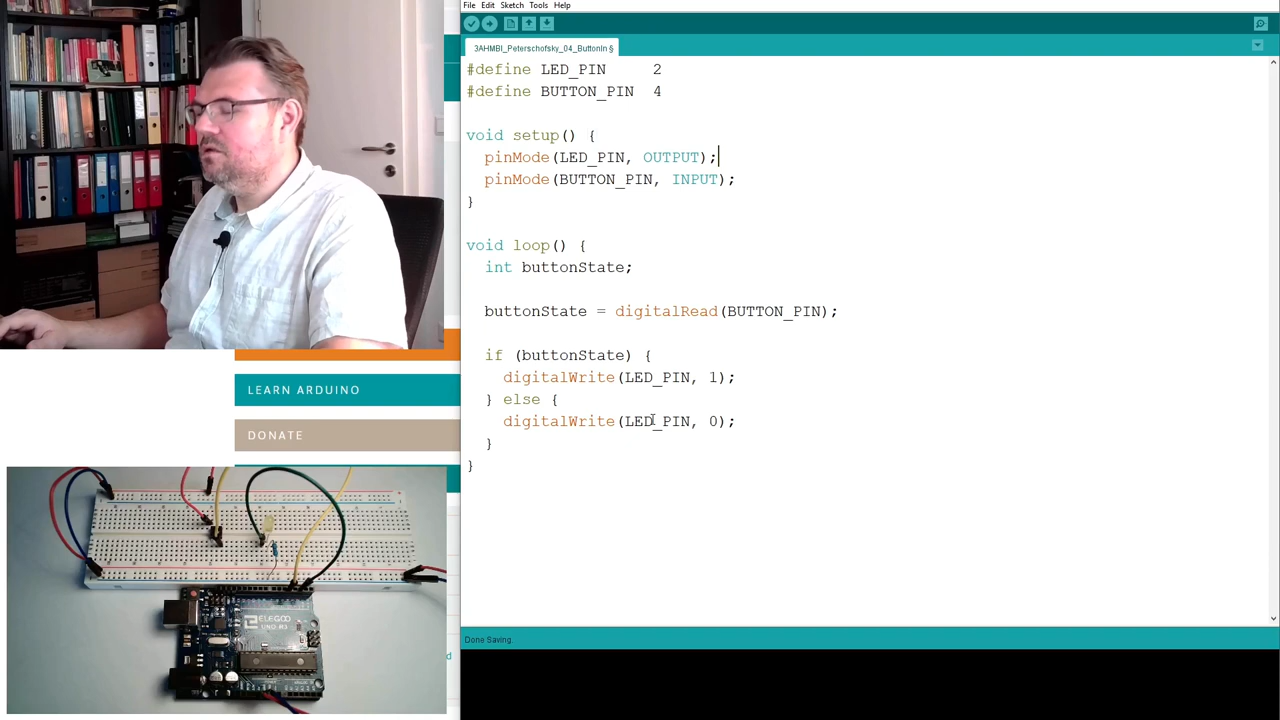 File Edit Sketch Tools Help
3AHMBI_Peterschofsky_04_ButtonIn §
#define LED_PIN     2
#define BUTTON_PIN  4
void setup() {
  pinMode(LED_PIN, OUTPUT);
  pinMode(BUTTON_PIN, INPUT);
}
void loop() {
  int buttonState;
  buttonState = digitalRead(BUTTON_PIN);
  if (buttonState) {
    digitalWrite(LED_PIN, 1);
  } else {
    digitalWrite(LED_PIN, 0);
  }
}
Done Saving.
LEARN ARDUINO
DONATE
ELEGOO
UNO R3